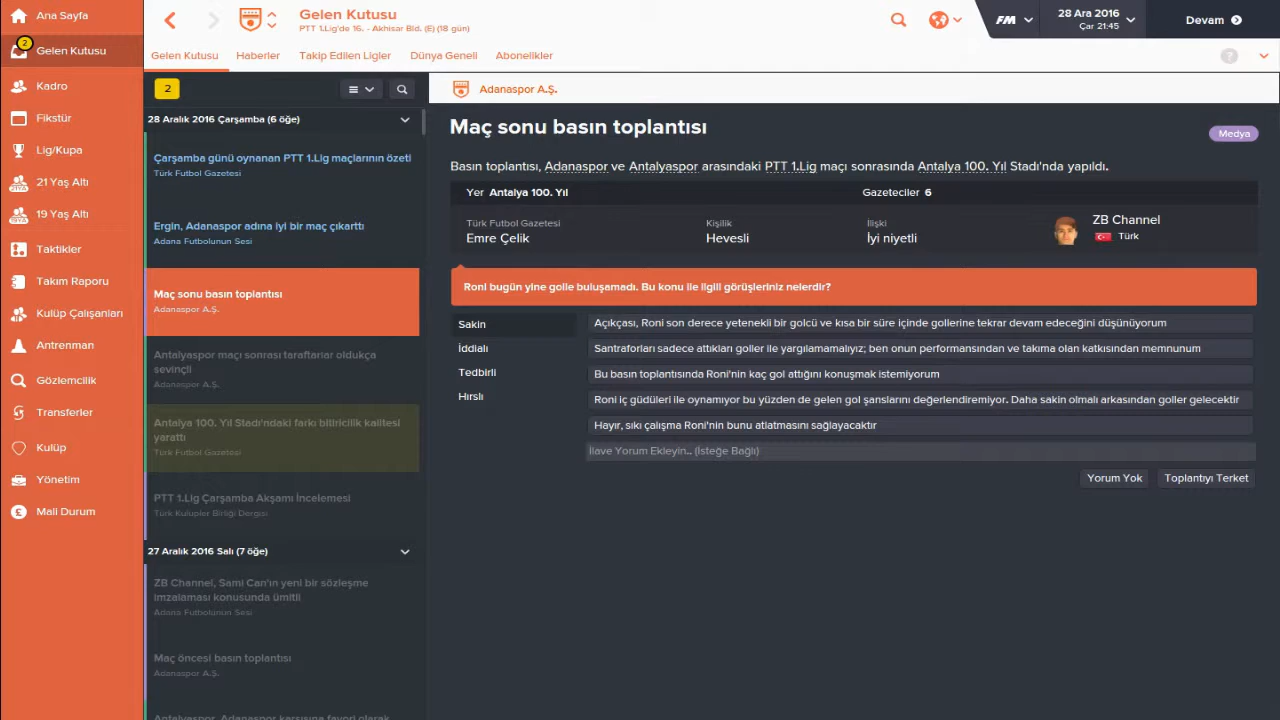 Ana Sayfa
2
Gelen Kutusu
Kadro
Fikstür
Lig/Kupa
21 Yaş Altı
19 Yaş Altı
Taktikler
Takım Raporu
Kulüp Çalışanları
Antrenman
Gözlemcilik
Transferler
Kulüp
Yönetim
Mali Durum
Gelen Kutusu
PTT 1.Lig'de 16. - Akhisar Bld. (E) (18 gün)
FM
28 Ara 2016
Çar 21:45
Devam
Gelen Kutusu Haberler Takip Edilen Ligler Dünya Geneli Abonelikler
?
2
28 Aralık 2016 Çarşamba (6 öğe)
Çarşamba günü oynanan PTT 1.Lig maçlarının özeti
Türk Futbol Gazetesi
Ergin, Adanaspor adına iyi bir maç çıkarttı
Adana Futbolunun Sesi
Maç sonu basın toplantısı
Adanaspor A.Ş.
Antalyaspor maçı sonrası taraftarlar oldukça
sevinçli
Adanaspor A.Ş.
Antalya 100. Yıl Stadı'ndaki farkı bitiricilik kalitesi
yarattı
Türk Futbol Gazetesi
PTT 1.Lig Çarşamba Akşamı İncelemesi
Türk Kulüpler Birliği Dergisi
27 Aralık 2016 Salı (7 öğe)
ZB Channel, Sami Can'ın yeni bir sözleşme
imzalaması konusunda ümitli
Adana Futbolunun Sesi
Maç öncesi basın toplantısı
Adanaspor A.Ş.
Antalyaspor, Adanaspor karşısına favori olarak
Adanaspor A.Ş.
Maç sonu basın toplantısı
Medya
Basın toplantısı, Adanaspor ve Antalyaspor arasındaki PTT 1.Lig maçı sonrasında Antalya 100. Yıl Stadı'nda yapıldı.
Yer Antalya 100. Yıl
Gazeteciler 6
Türk Futbol Gazetesi
Emre Çelik
Kişilik
Hevesli
İlişki
İyi niyetli
ZB Channel
Türk
Roni bugün yine golle buluşamadı. Bu konu ile ilgili görüşleriniz nelerdir?
Sakin
İddialı
Tedbirli
Hırslı
Açıkçası, Roni son derece yetenekli bir golcü ve kısa bir süre içinde gollerine tekrar devam edeceğini düşünüyorum
Santraforları sadece attıkları goller ile yargılamamalıyız; ben onun performansından ve takıma olan katkısından memnunum
Bu basın toplantısında Roni'nin kaç gol attığını konuşmak istemiyorum
Roni iç güdüleri ile oynamıyor bu yüzden de gelen gol şanslarını değerlendiremiyor. Daha sakin olmalı arkasından goller gelecektir
Hayır, sıkı çalışma Roni'nin bunu atlatmasını sağlayacaktır
İlave Yorum Ekleyin... (İsteğe Bağlı)
Yorum Yok
Toplantıyı Terket